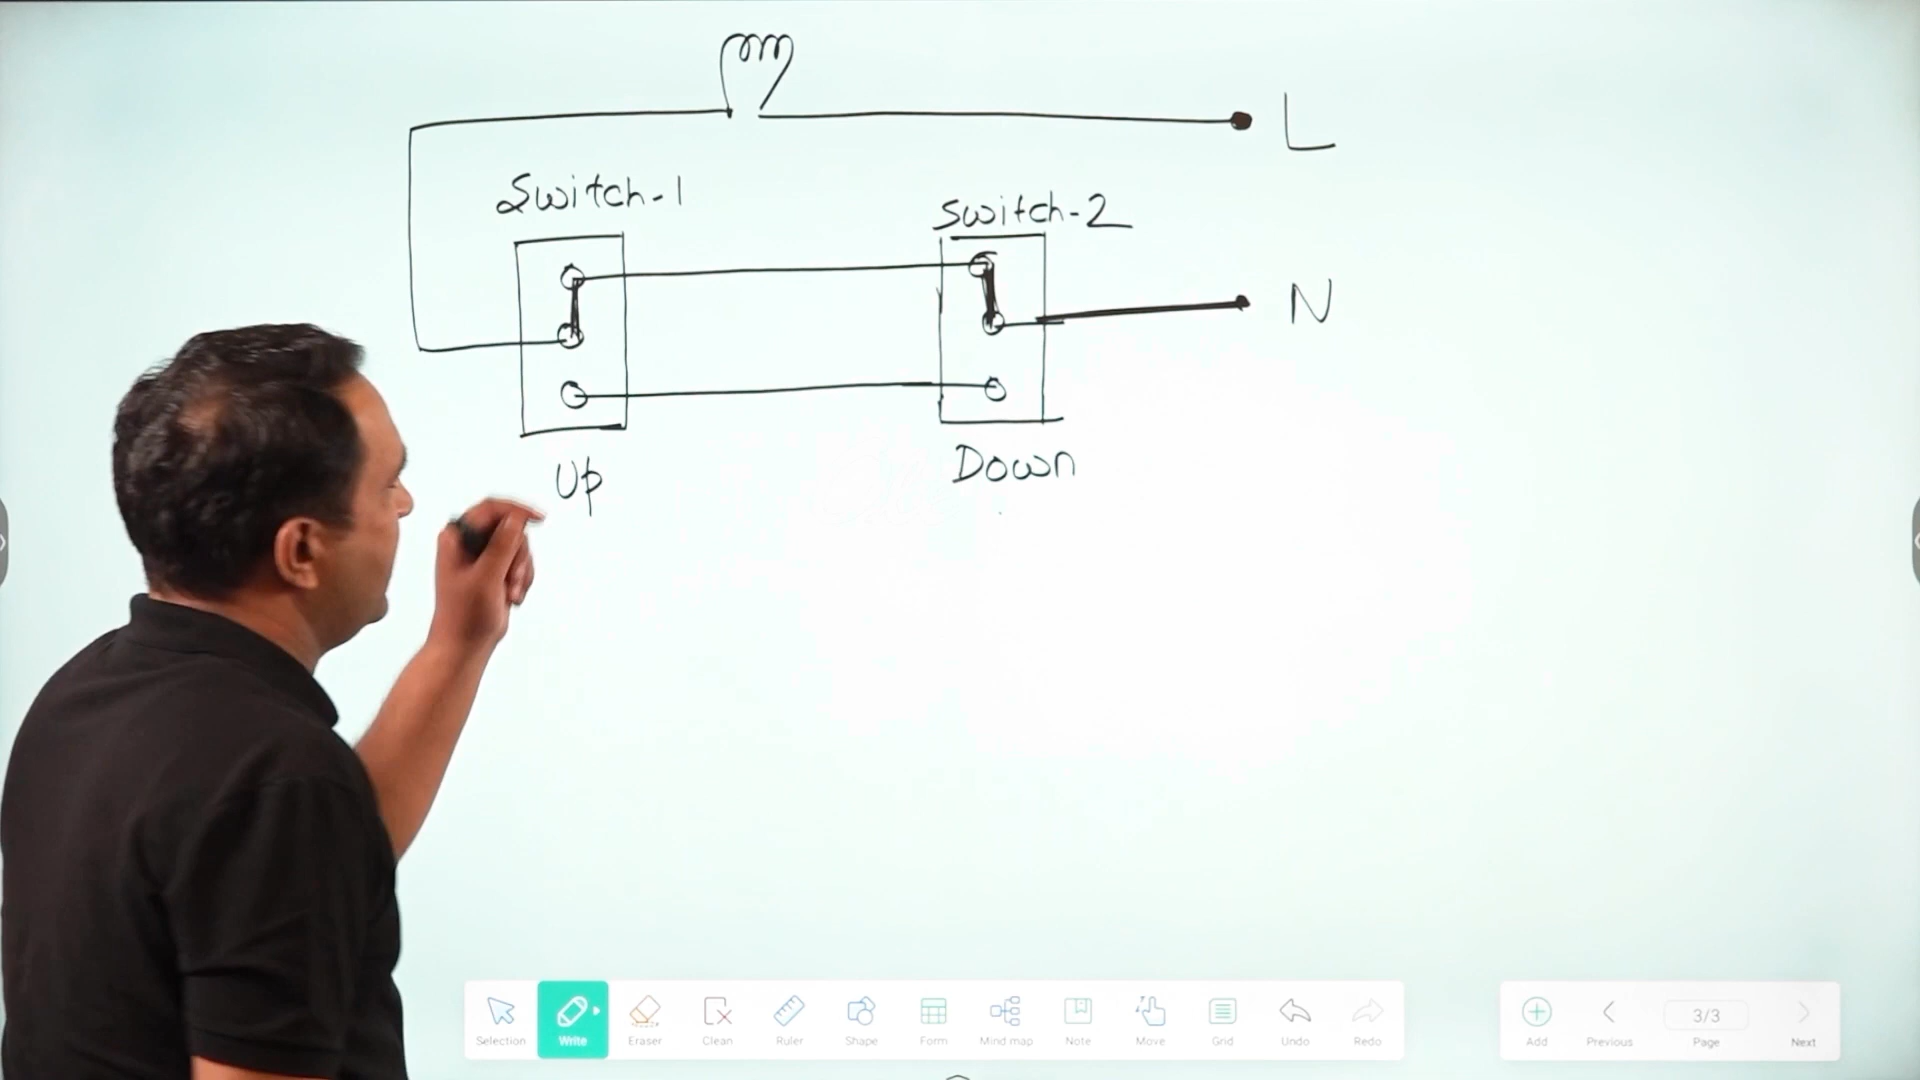 L
Switch-1
Switch-2
N
Up
Down
Selection
Write
Eraser
Clean
Ruler
Shape
Form
Mind map
Note
Move
Grid
Undo
Redo
Add
Previous
3/3
Page
Next